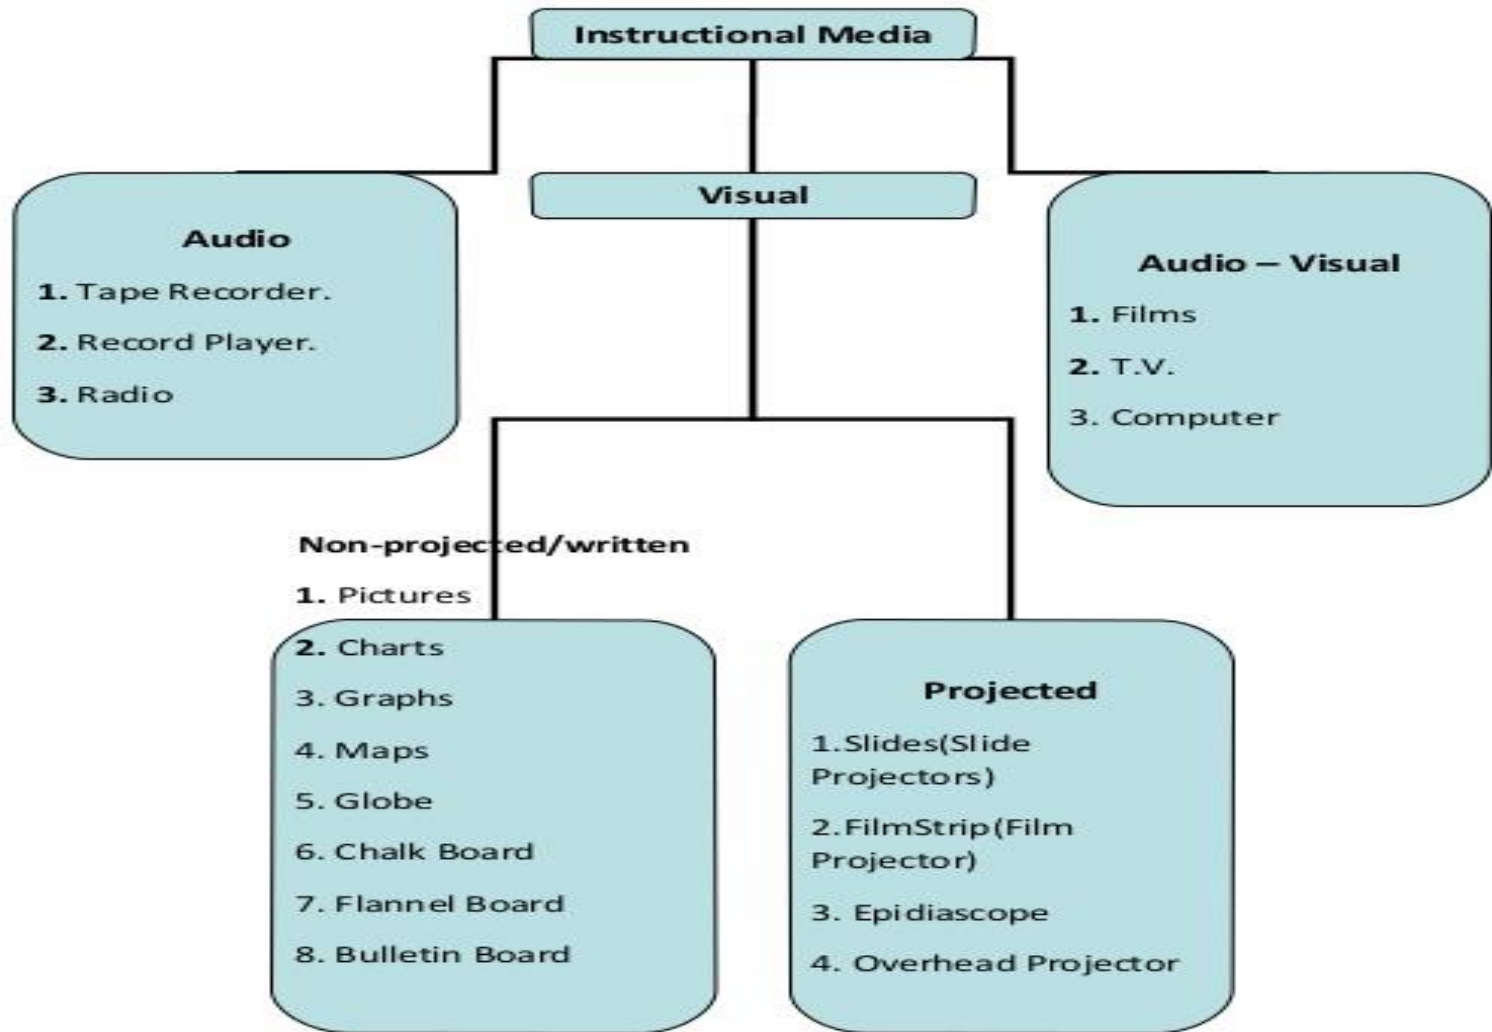 Instructional Media
Visual
Audio
1. Tape Recorder.
2. Record Player.
3. Radio
Audio – Visual
1. Films
2. T.V.
3. Computer
Non-projected/written
1. Pictures
2. Charts
3. Graphs
4. Maps
5. Globe
6. Chalk Board
7. Flannel Board
8. Bulletin Board
Projected
1.Slides(Slide
Projectors)
2.FilmStrip(Film
Projector)
3. Epidiascope
4. Overhead Projector